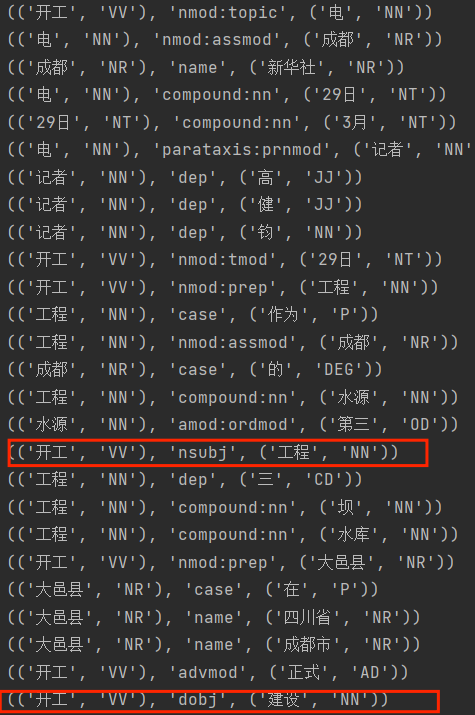 (('开工', 'VV'), 'nmod:topic', ('电', 'NN'))
(('电', 'NN'), 'nmod:assmod', ('成都', 'NR'))
(('成都', 'NR'), 'name', ('新华社', 'NR'))
(('电', 'NN'), 'compound:nn', ('29日', 'NT'))
(('29日', 'NT'), 'compound:nn', ('3月', 'NT'))
(('电', 'NN'), 'parataxis:prnmod', ('记者', 'NN'
(('记者', 'NN'), 'dep', ('高', 'JJ'))
(('记者', 'NN'), 'dep', ('健', 'JJ'))
(('记者', 'NN'), 'dep', ('钧', 'NN'))
(('开工', 'VV'), 'nmod:tmod', ('29日', 'NT'))
(('开工', 'VV'), 'nmod:prep', ('工程', 'NN'))
(('工程', 'NN'), 'case', ('作为', 'P'))
(('工程', 'NN'), 'nmod:assmod', ('成都', 'NR'))
(('成都', 'NR'), 'case', ('的', 'DEG'))
(('工程', 'NN'), 'compound:nn', ('水源', 'NN'))
(('水源', 'NN'), 'amod:ordmod', ('第三', 'OD'))
(('开工', 'VV'), 'nsubj', ('工程', 'NN'))
(('工程', 'NN'), 'dep', ('三', 'CD'))
(('工程', 'NN'), 'compound:nn', ('坝', 'NN'))
(('工程', 'NN'), 'compound:nn', ('水库', 'NN'))
(('开工', 'VV'), 'nmod:prep', ('大邑县', 'NR'))
(('大邑县', 'NR'), 'case', ('在', 'P'))
(('大邑县', 'NR'), 'name', ('四川省', 'NR'))
(('大邑县', 'NR'), 'name', ('成都市', 'NR'))
(('开工', 'VV'), 'advmod', ('正式', 'AD'))
(('开工', 'VV'), 'dobj', ('建设', 'NN'))